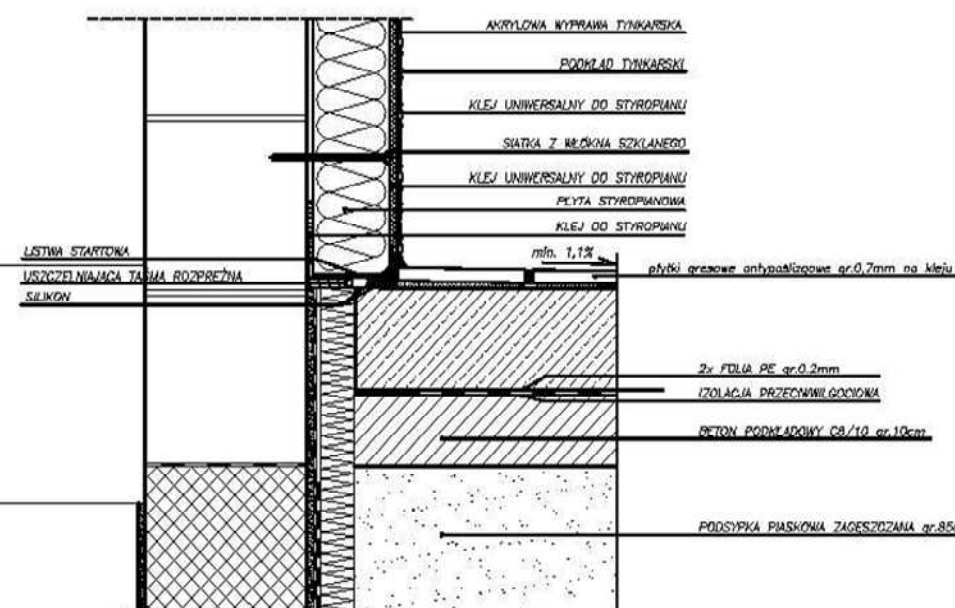 AKRYLOWA WYPRAWA TYNKARSKA
PODKŁAD TYNKARSKI
KLEJ UNIWERSALNY DO STYROPIANU
SIATKA Z WŁÓKNA SZKLANEGO
KLEJ UNIWERSALNY DO STYROPIANU
PŁYTA STYROPIANOWA
KLEJ DO STYROPIANU
LISTWA STARTOWA
USZCZELNIAJĄCA TAŚMA ROZPRĘŻNA
SILIKON
min. 1,1%
płytki gresowe antypoślizgowe gr.0,7mm na kleju
2x FOLIA PE gr.0.2mm
IZOLACJA PRZECIWWILGOCIOWA
BETON PODKŁADOWY C8/10 gr.10cm
PODSYPKA PIASKOWA ZAGĘSZCZANA gr.85